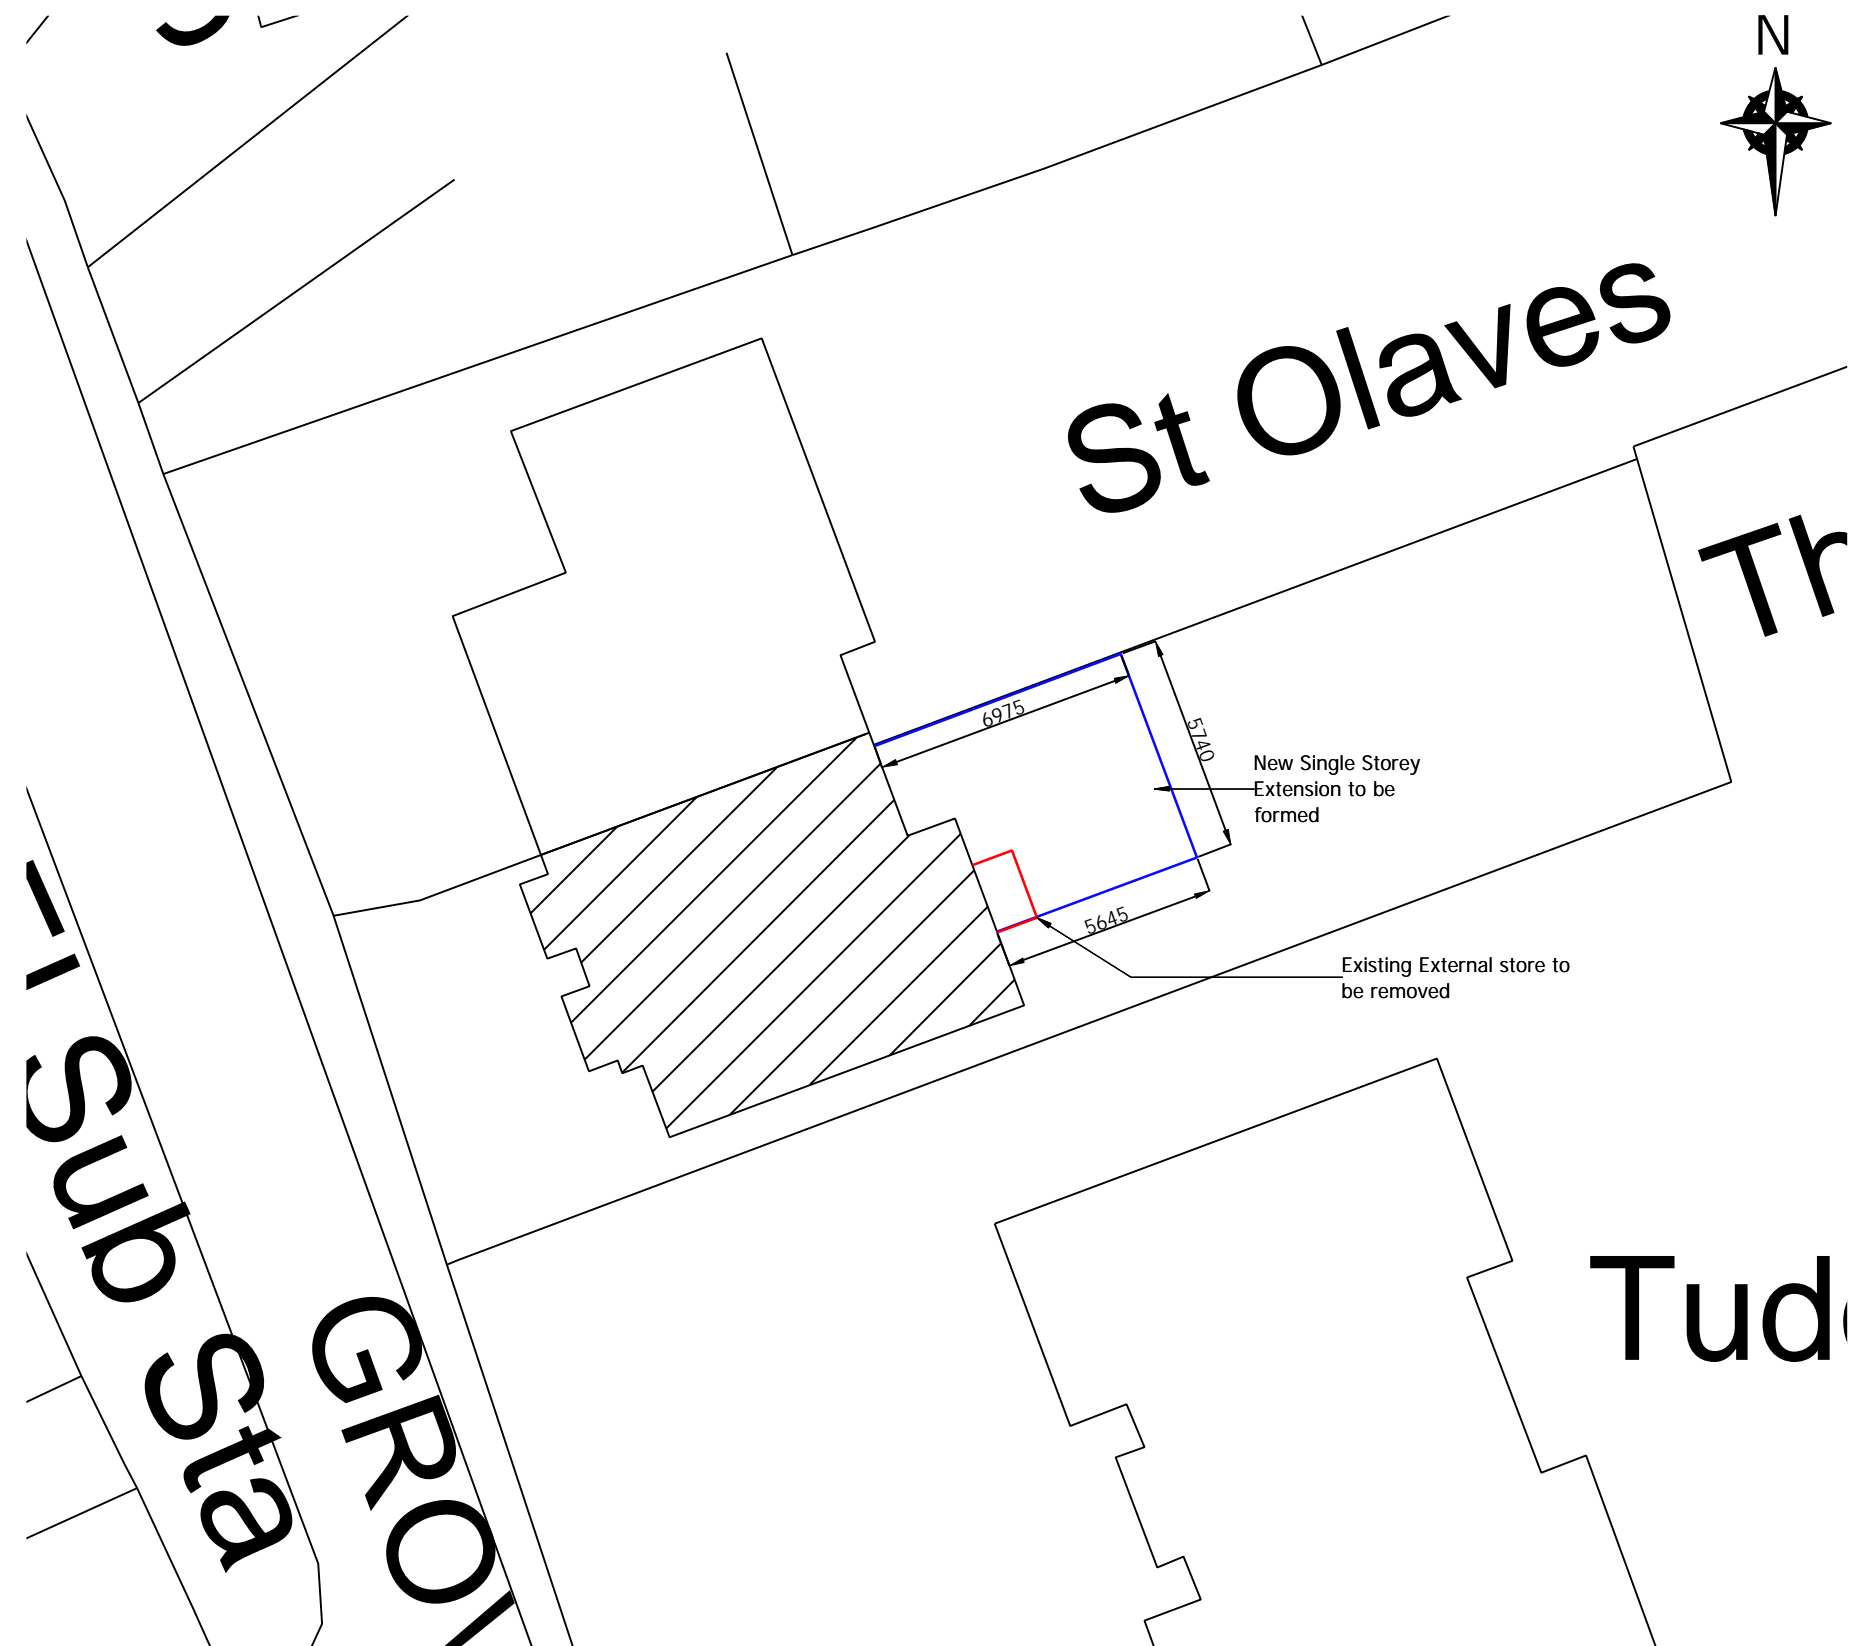 N
St Olaves
Th
6975
5740
New Single Storey
Extension to be
formed
5645
Existing External store to
be removed
Sub Sta
GRO
Tud